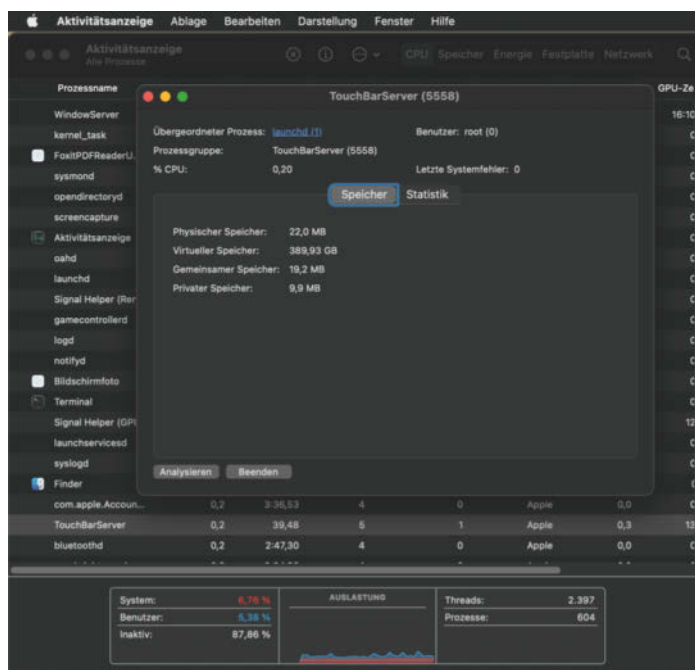 Aktivitätsanzeige Ablage Bearbeiten Darstellung Fenster Hilfe
Aktivitätsanzeige
Alle Prozesse
CPU Speicher Energie Festplatte Netzwerk
Prozessname
GPU-Ze
TouchBarServer (5558)
Übergeordneter Prozess: launchd (1) Benutzer: root (0)
Prozessgruppe: TouchBarServer (5558)
% CPU: 0,20 Letzte Systemfehler: 0
Speicher Statistik
Physischer Speicher: 22,0 MB
Virtueller Speicher: 389,93 GB
Gemeinsamer Speicher: 19,2 MB
Privater Speicher: 9,9 MB
Analysieren Beenden
WindowServer 16:10
kernel_task
FoxitPDFReaderU
sysmond
opendirectoryd
screencapture
Aktivitätsanzeige
oahd
launchd
Signal Helper (Ren
gamecontrollerd
logd
notifyd
Bildschirmfoto
Terminal
Signal Helper (GPU 12
launchservicesd
syslogd
Finder
com.apple.Accoun... 0,2 3:36,53 4 0 Apple 0,0
TouchBarServer 0,2 39,48 5 1 Apple 0,3 13
bluetoothd 0,2 2:47,30 4 0 Apple 0,0
System: 6,76 % AUSLASTUNG Threads: 2.397
Benutzer: 5,38 % Prozesse: 604
Inaktiv: 87,86 %